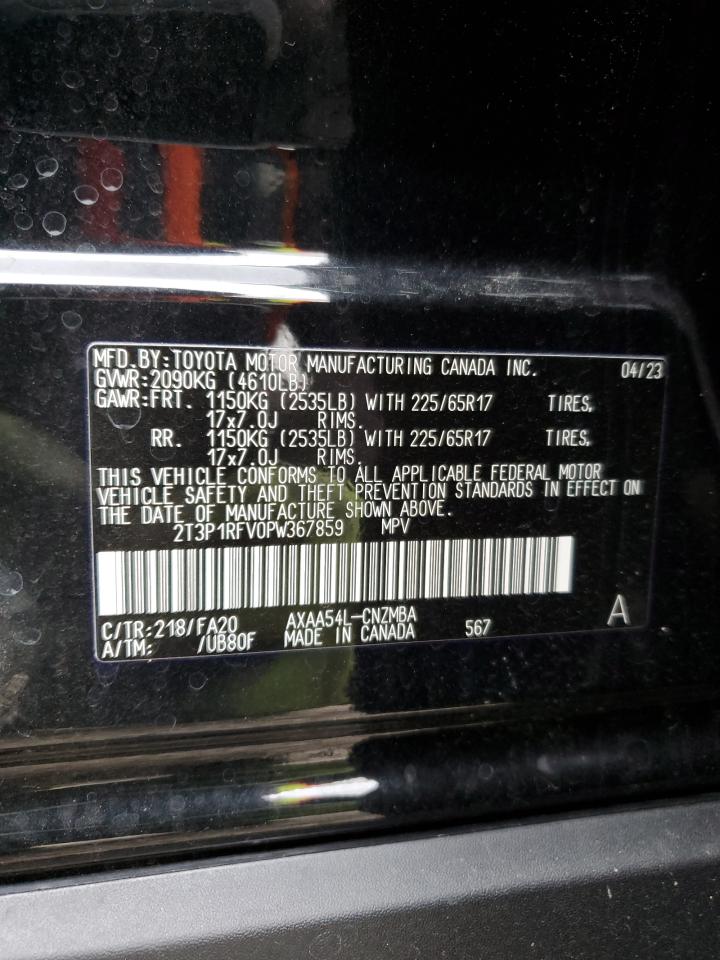 MFD.BY:TOYOTA MOTOR MANUFACTURING CANADA INC. 04/23
GVWR:2090KG (4610LB)
GAWR:FRT. 1150KG (2535LB) WITH 225/65R17 TIRES,
17x7.0J RIMS.
RR. 1150KG (2535LB) WITH 225/65R17 TIRES,
17x7.0J RIMS.
THIS VEHICLE CONFORMS TO ALL APPLICABLE FEDERAL MOTOR
VEHICLE SAFETY AND THEFT PREVENTION STANDARDS IN EFFECT ON
THE DATE OF MANUFACTURE SHOWN ABOVE.
2T3P1RFV0PW367859 MPV
C/TR:218/FA20 AXAA54L-CNZMBA
A/TM: /UB80F MADE IN CANADA 567 A